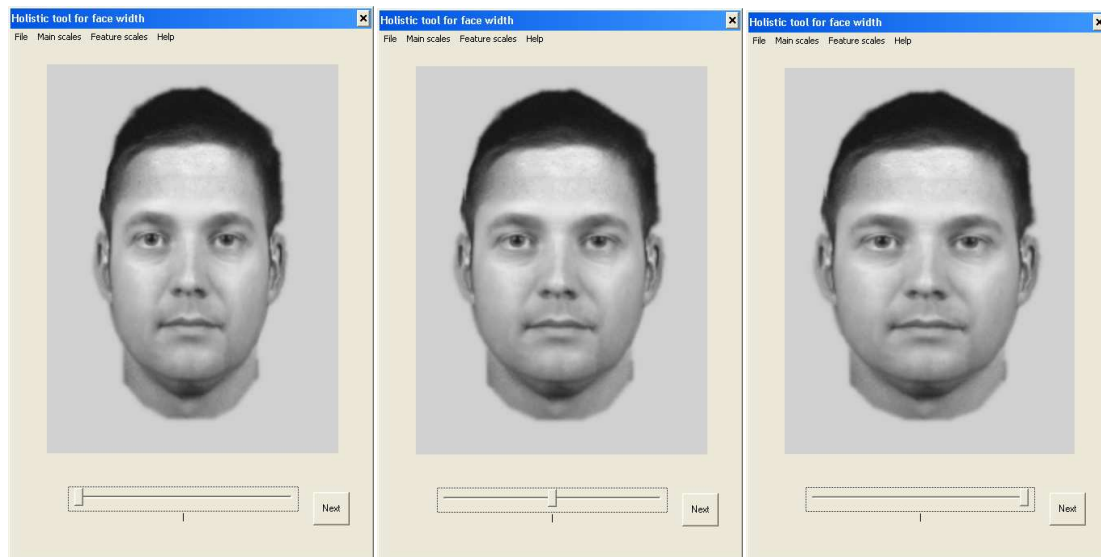 Holistic tool for face width
File Main scales Feature scales Help
Next
Holistic tool for face width
File Main scales Feature scales Help
Next
Holistic tool for face width
File Main scales Feature scales Help
Next